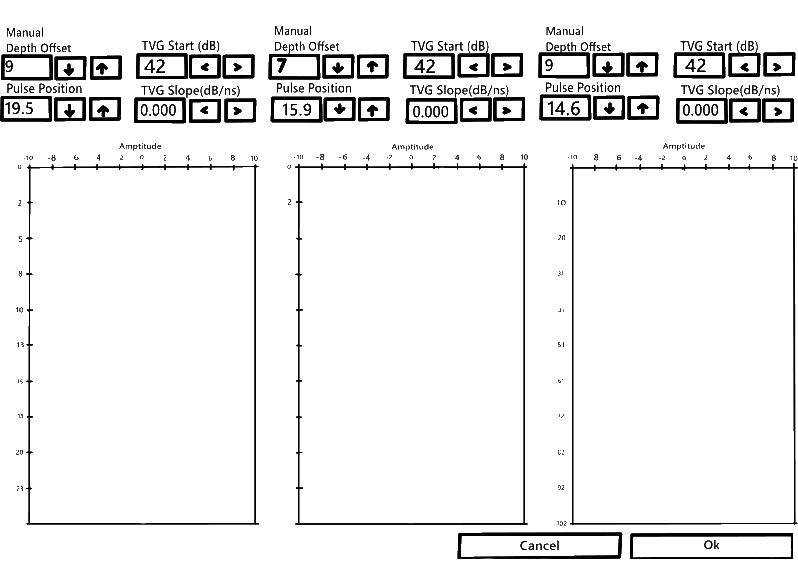 Manual
Depth Offset
9
TVG Start (dB)
42
< >
Pulse Position
19.5
TVG Slope(dB/ns)
0.000
< >
Amptitude
-10 -8 -6 -4 -2 0 2 4 6 8 10
0
2
5
8
10
13
18
23
Manual
Depth Offset
7
TVG Start (dB)
42
< >
Pulse Position
15.9
TVG Slope(dB/ns)
0.000
< >
Amptitude
-10 -8 -6 -4 -2 0 2 4 6 8 10
0
2
Manual
Depth Offset
9
TVG Start (dB)
42
< >
Pulse Position
14.6
TVG Slope(dB/ns)
0.000
< >
Amptitude
-10 8 -6 -4 -2 0 2 4 6 8 10
10
20
31
41
51
61
82
92
102
Cancel
Ok